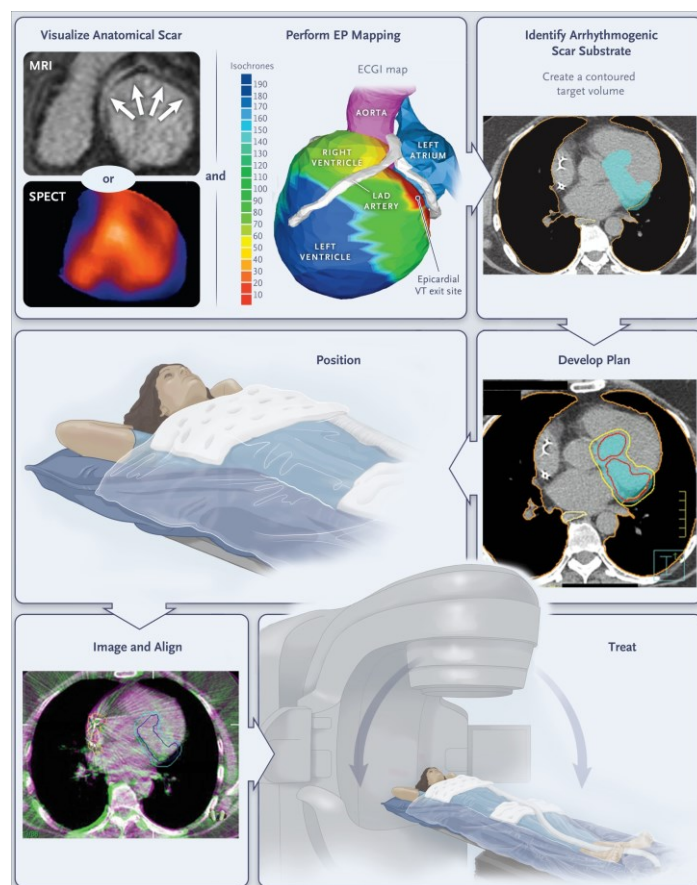 Visualize Anatomical Scar
MRI
or
SPECT
and
Perform EP Mapping
Isochrones
190
180
170
160
150
140
130
120
110
100
90
80
70
60
50
40
30
20
10
ECGI map
AORTA
LEFT
ATRIUM
RIGHT
VENTRICLE
LAD
ARTERY
LEFT
VENTRICLE
Epicardial
VT exit site
Identify Arrhythmogenic
Scar Substrate
Create a contoured
target volume
Develop Plan
Position
Image and Align
Treat